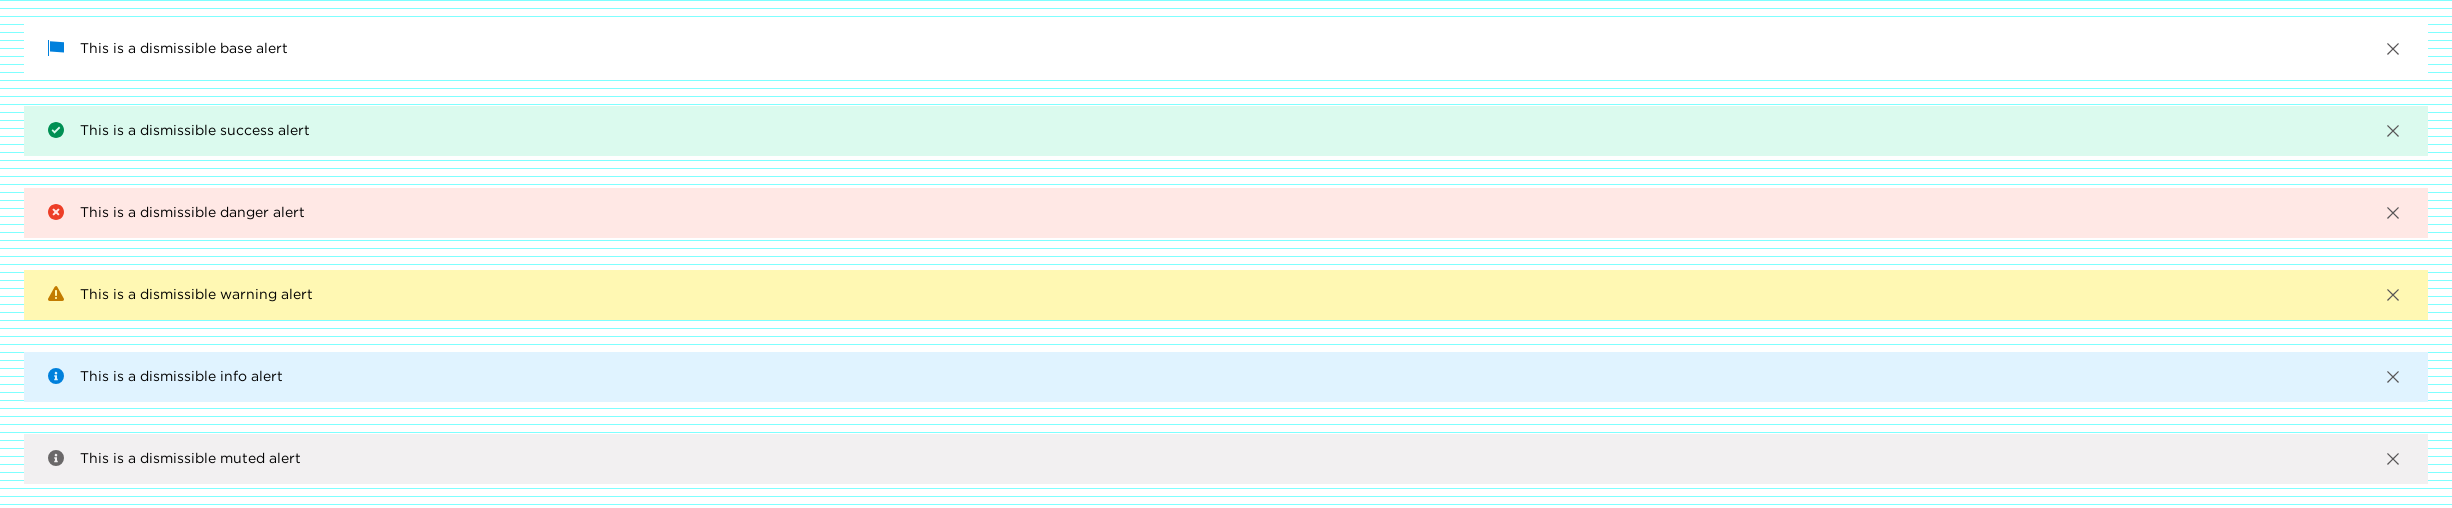 This is a dismissible base alert
This is a dismissible success alert
This is a dismissible danger alert
This is a dismissible warning alert
This is a dismissible info alert
This is a dismissible muted alert